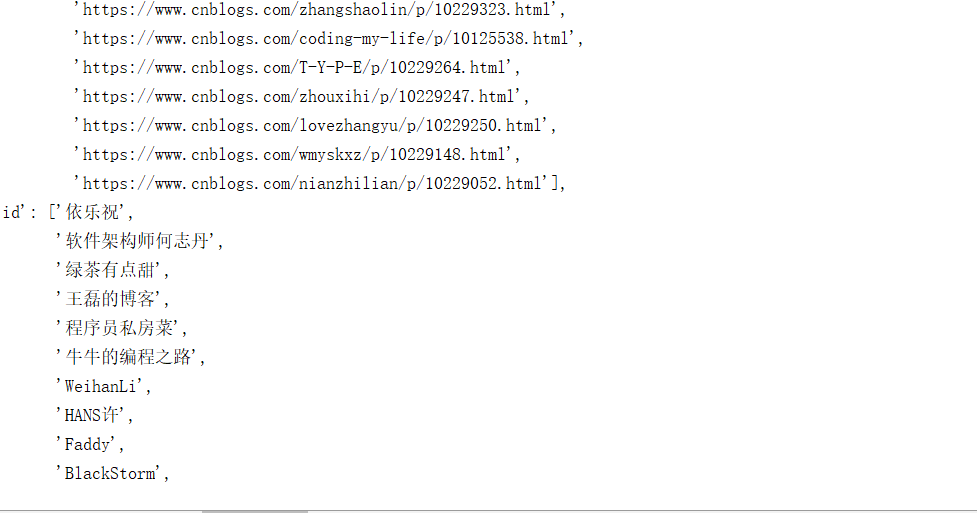 'https://www.cnblogs.com/zhangshaolin/p/10229323.html',
'https://www.cnblogs.com/coding-my-life/p/10125538.html',
'https://www.cnblogs.com/T-Y-P-E/p/10229264.html',
'https://www.cnblogs.com/zhouxihi/p/10229247.html',
'https://www.cnblogs.com/lovezhangyu/p/10229250.html',
'https://www.cnblogs.com/wmyskxz/p/10229148.html',
'https://www.cnblogs.com/nianzhilian/p/10229052.html'],
id': ['依乐祝',
'软件架构师何志丹',
'绿茶有点甜',
'王磊的博客',
'程序员私房菜',
'牛牛的编程之路',
'WeihanLi',
'HANS许',
'Faddy',
'BlackStorm',